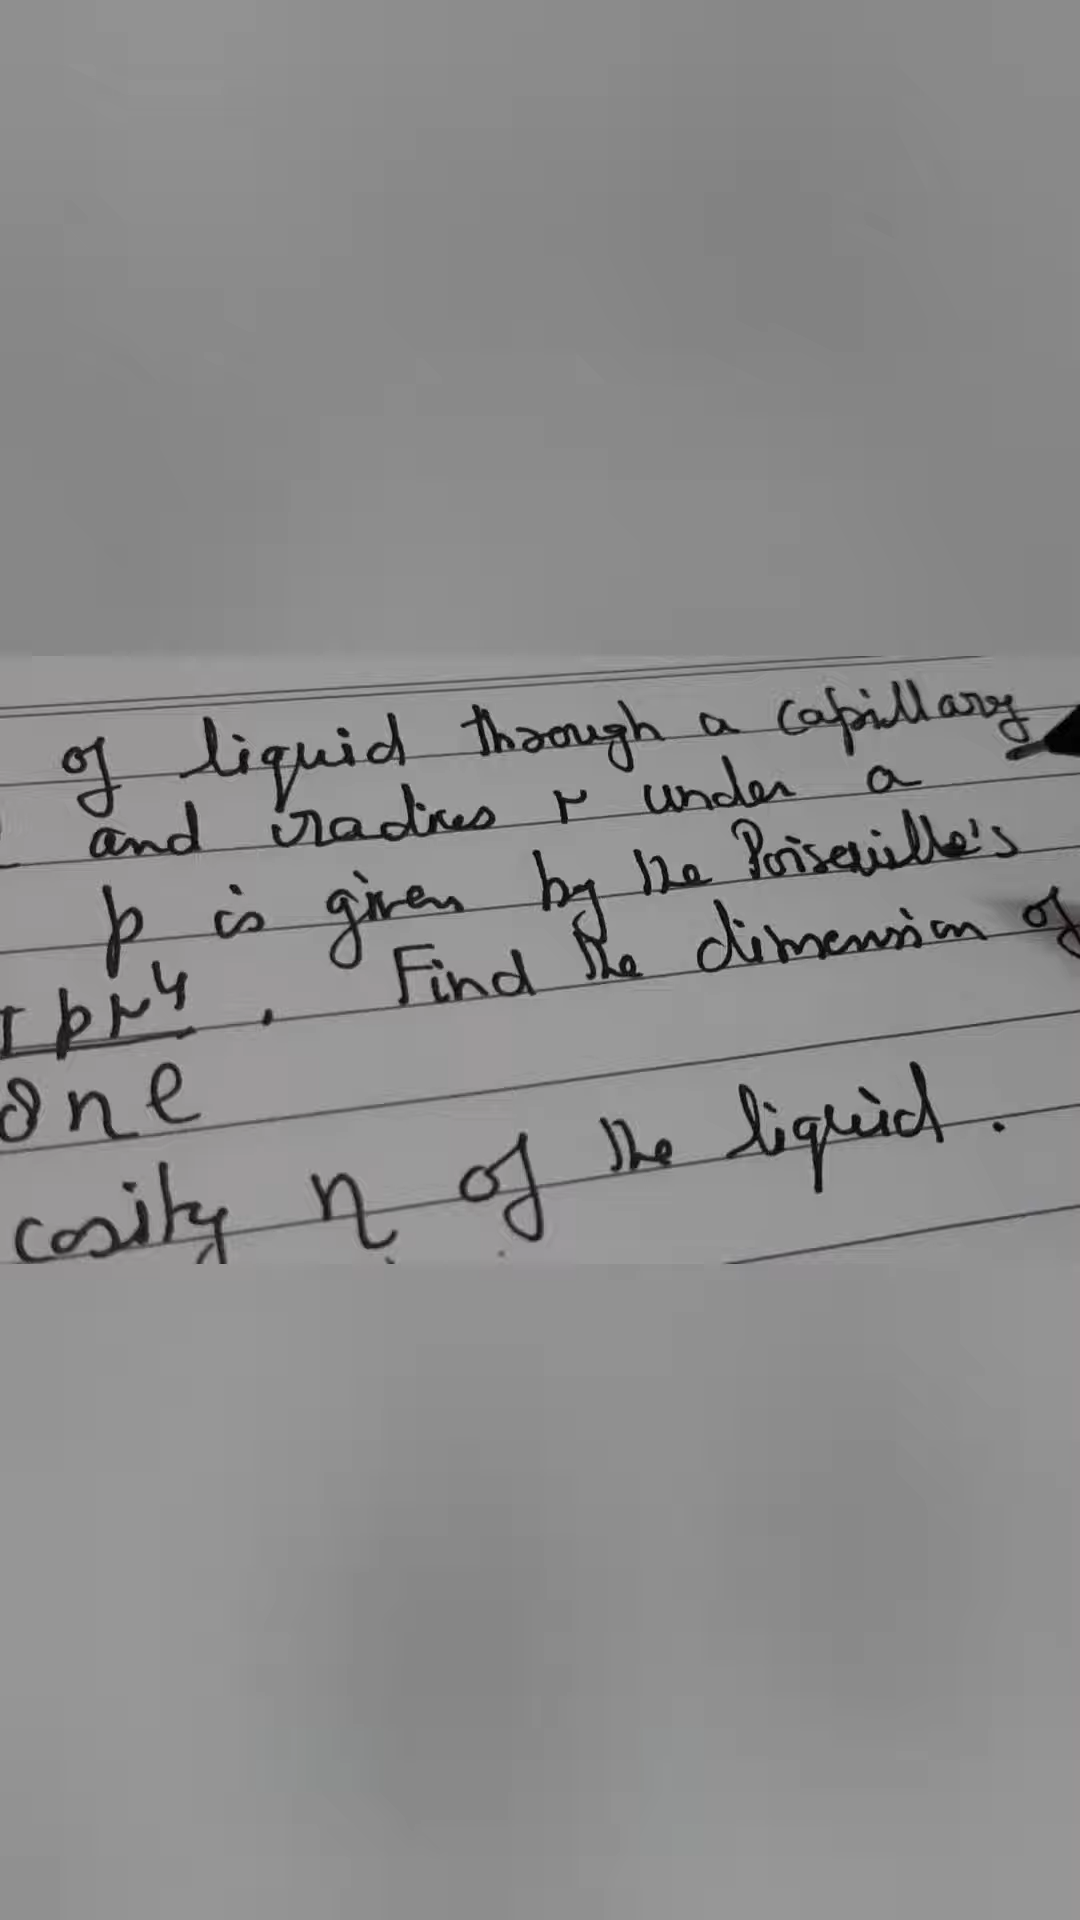 of liquid through a capillary
and radius r under a
p is given by the Poiseuille's
πpr⁴ . Find the dimension of
8ηl
cosity η of the liquid.